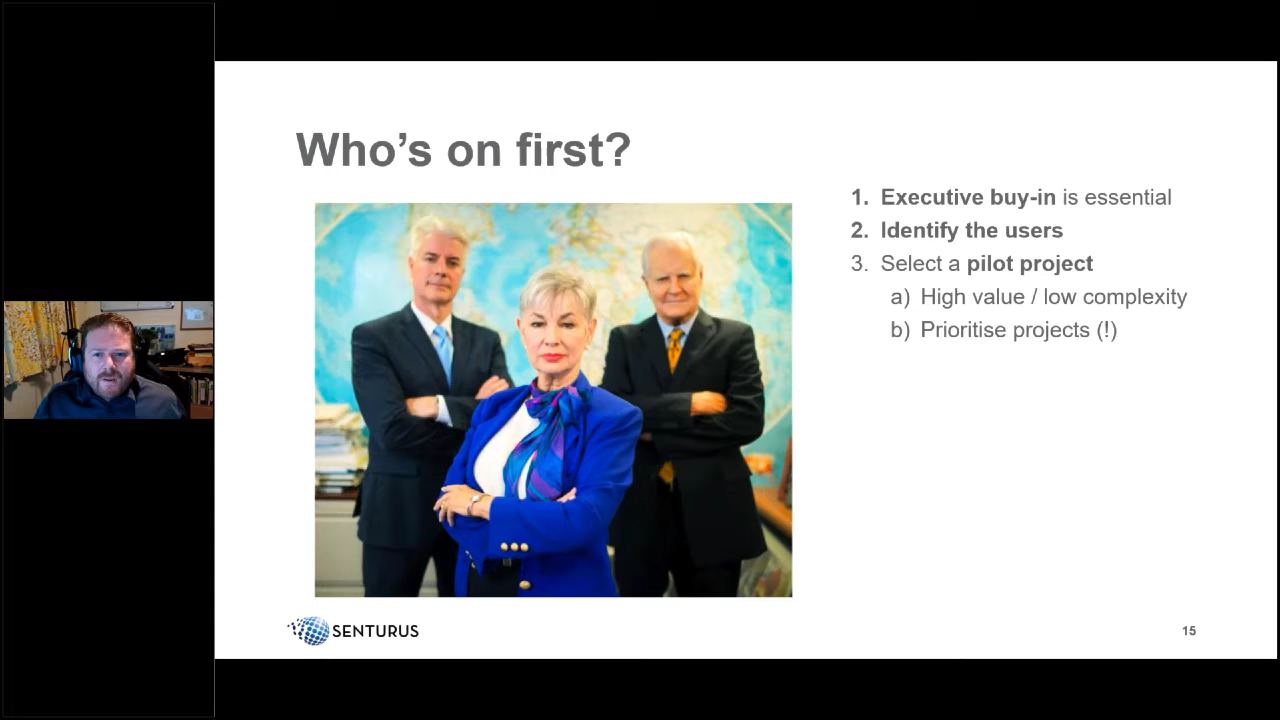 Who's on first?
1. Executive buy-in is essential
2. Identify the users
3. Select a pilot project
a) High value / low complexity
b) Prioritise projects (!)
SENTURUS
15